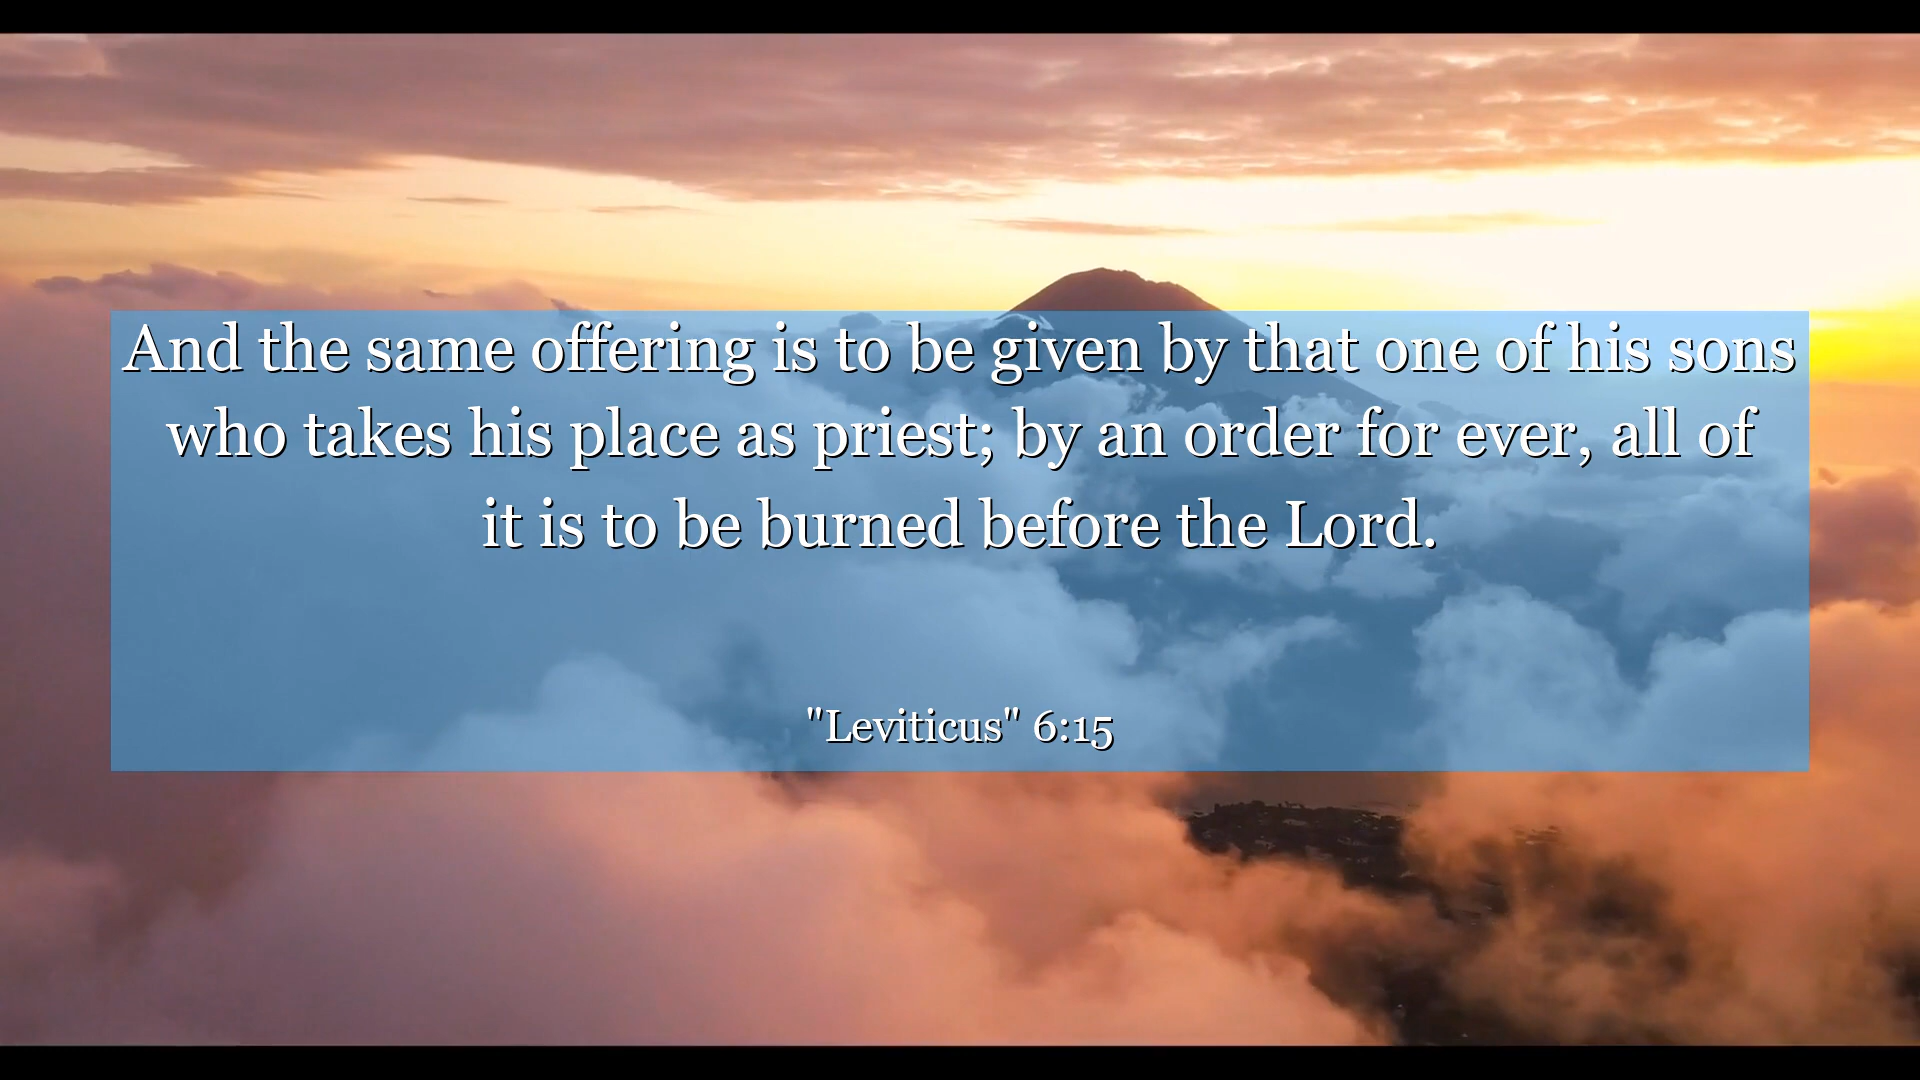 And the same offering is to be given by that one of his sons
who takes his place as priest; by an order for ever, all of
it is to be burned before the Lord.
"Leviticus" 6:15